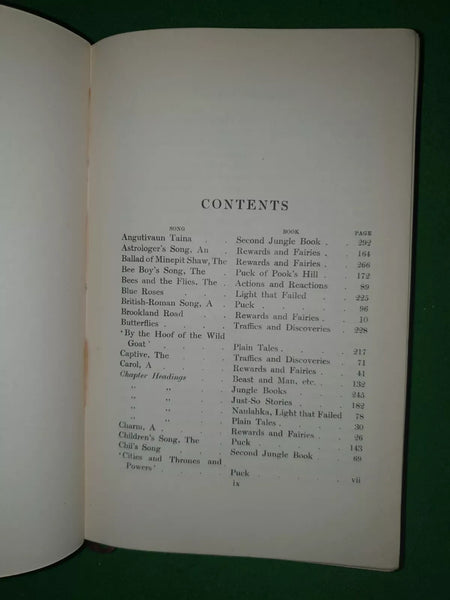 CONTENTS
SONG BOOK PAGE
Angutivaun Taina . . Second Jungle Book . . 292
Astrologer's Song, An . Rewards and Fairies . . 164
Ballad of Minepit Shaw, The Rewards and Fairies . . 266
Bee Boy's Song, The . Puck of Pook's Hill . . 172
Bees and the Flies, The . Actions and Reactions . 89
Blue Roses . . . Light that Failed . . 225
British-Roman Song, A . Puck . . . . 96
Brookland Road . . Rewards and Fairies . . 10
Butterflies . . . Traffics and Discoveries . 228
'By the Hoof of the Wild
Goat' . . . Plain Tales . . . 217
Captive, The . . Traffics and Discoveries . 71
Carol, A . . . Rewards and Fairies . . 41
Chapter Headings . . Beast and Man, etc. . . 132
" " . Jungle Books . . 245
" " . Just-So Stories . . 182
" " . Naulahka, Light that Failed 78
" " . Plain Tales . . . 30
Charm, A . . . Rewards and Fairies . . 26
Children's Song, The . Puck . . . . 143
Chil's Song . . Second Jungle Book . . 69
'Cities and Thrones and
Powers' . . . Puck . . . . vii
ix